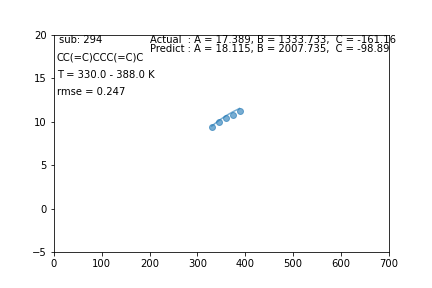 sub: 294
Actual : A = 17.389, B = 1333.733, C = -161.16
Predict : A = 18.115, B = 2007.735, C = -98.89
CC(=C)CCC(=C)C
T = 330.0 - 388.0 K
rmse = 0.247
20
15
10
5
0
−5
0 100 200 300 400 500 600 700